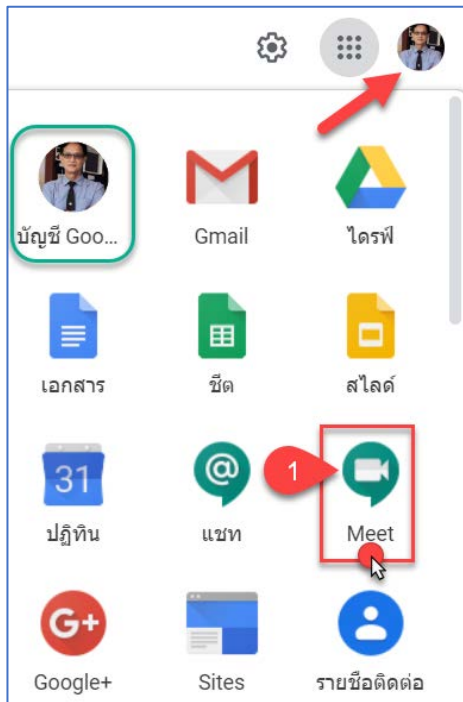 บัญชี Goo...
Gmail
ไดรฟ์
เอกสาร
ชีต
สไลด์
31
ปฏิทิน
@
แชท
1
Meet
G+
Google+
Sites
รายชื่อติดต่อ